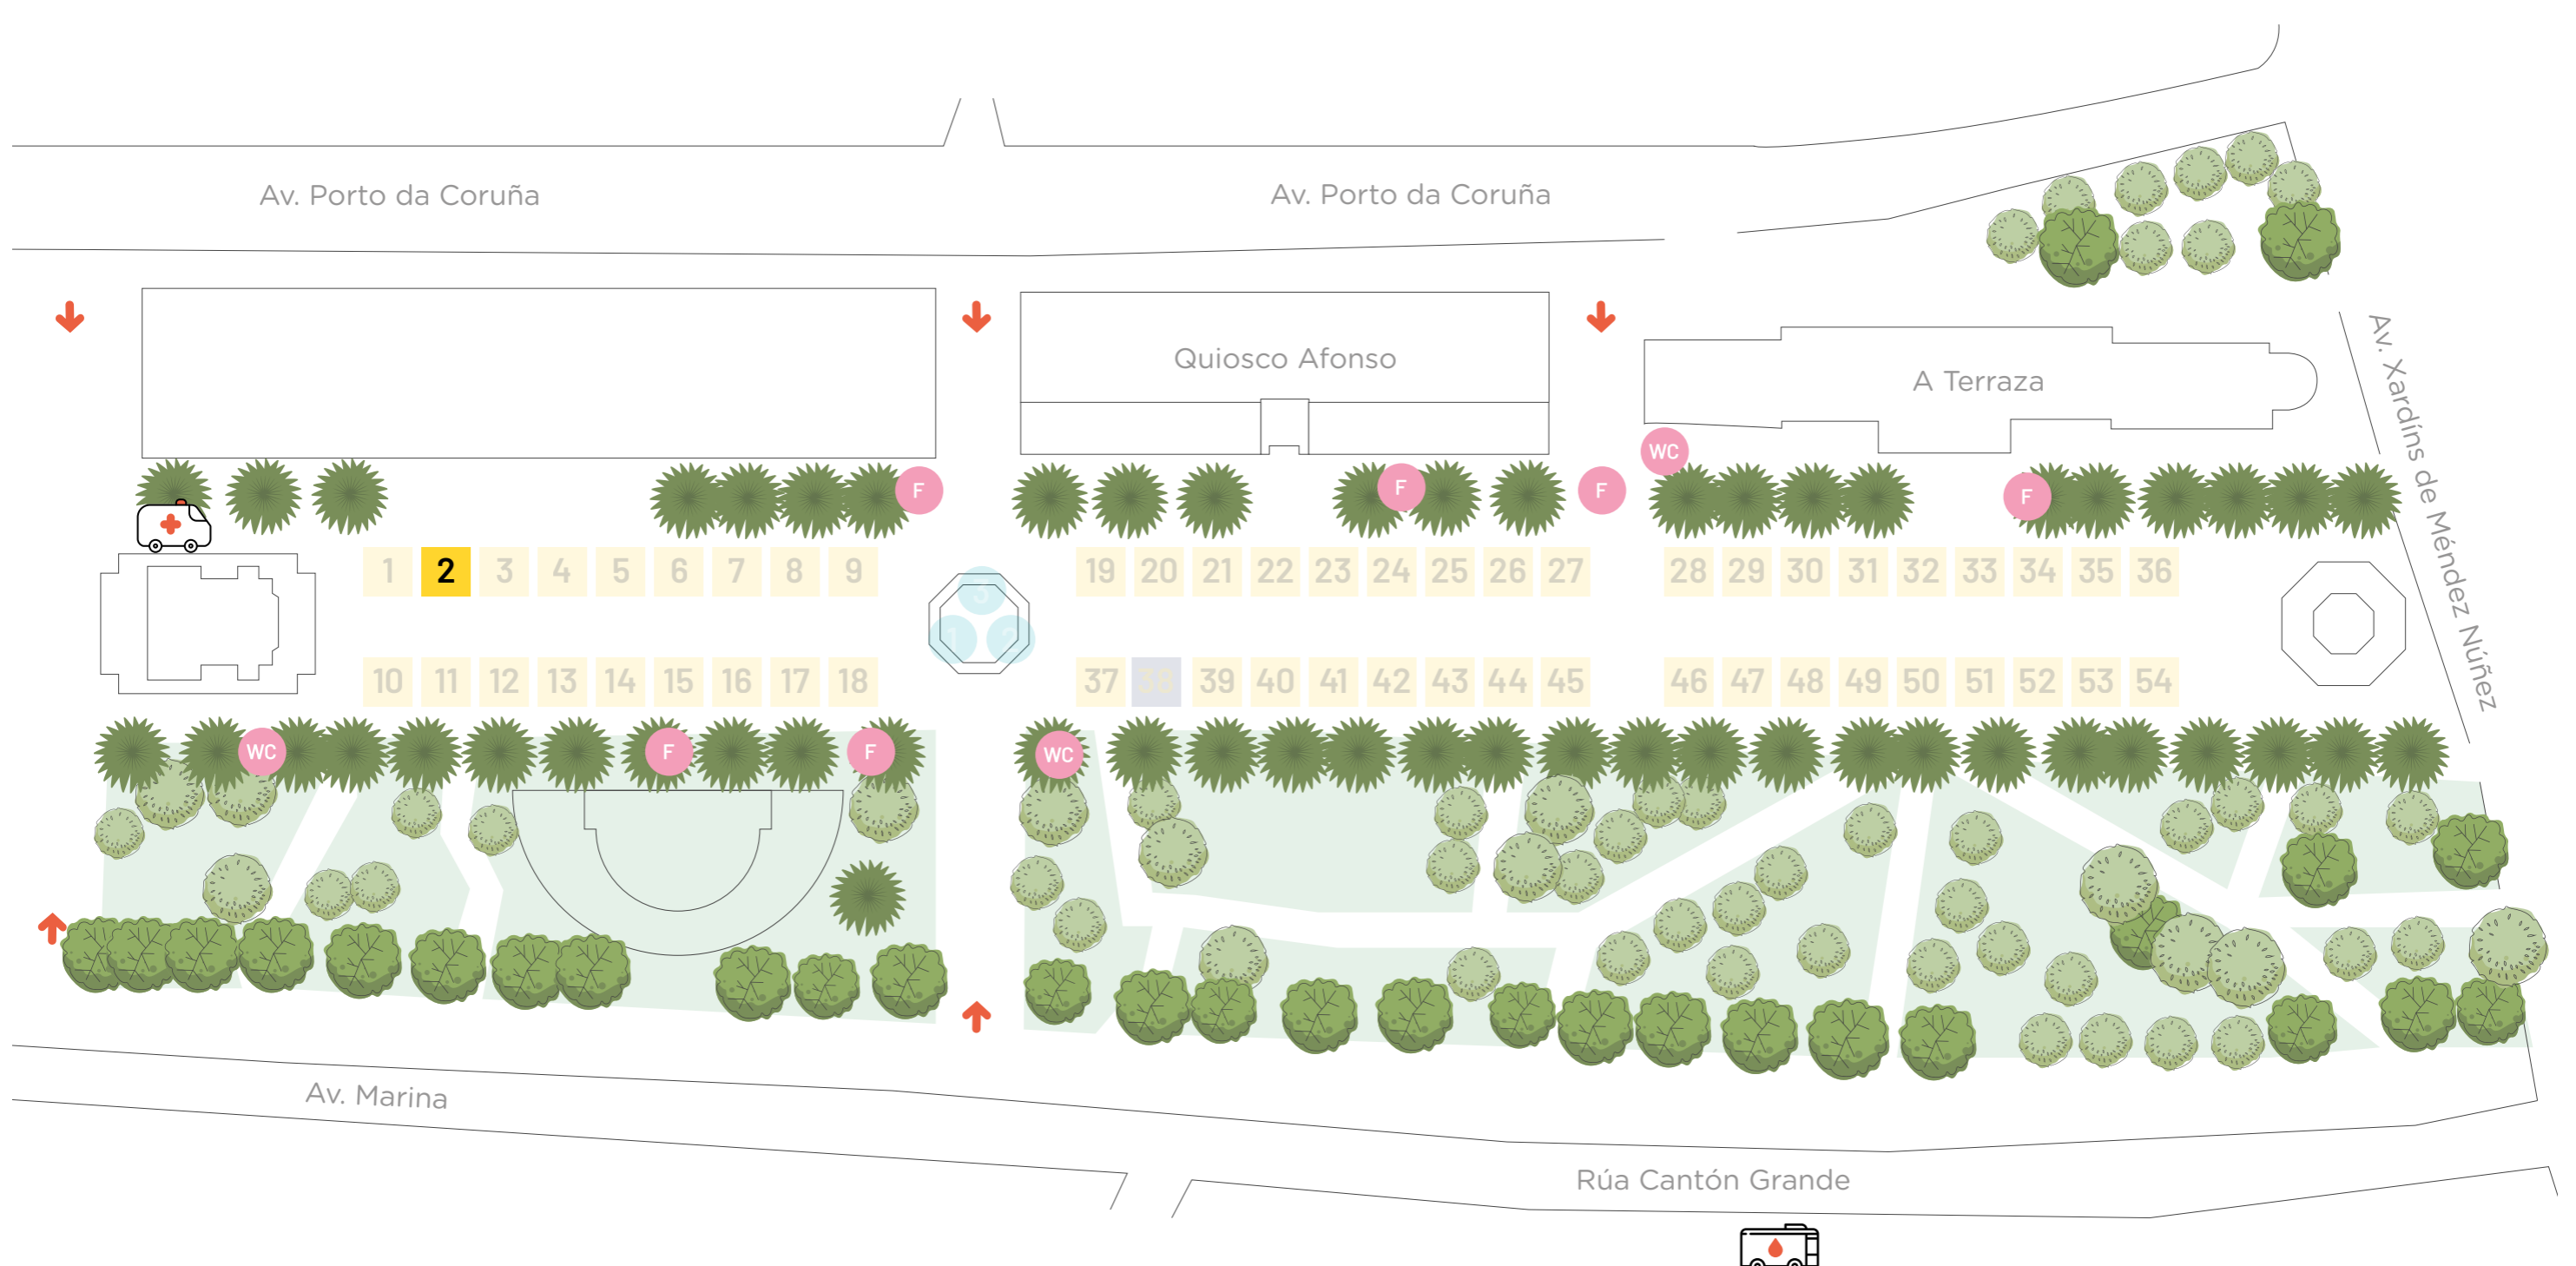 Av. Porto da Coruña
Av. Porto da Coruña
Quiosco Afonso
A Terraza
Av. Xardíns de Méndez Núñez
WC
F
F
F
F
1 2 3 4 5 6 7 8 9
19 20 21 22 23 24 25 26 27
28 29 30 31 32 33 34 35 36
3
1 2
10 11 12 13 14 15 16 17 18
37 38 39 40 41 42 43 44 45
46 47 48 49 50 51 52 53 54
WC
F
F
WC
Av. Marina
Rúa Cantón Grande